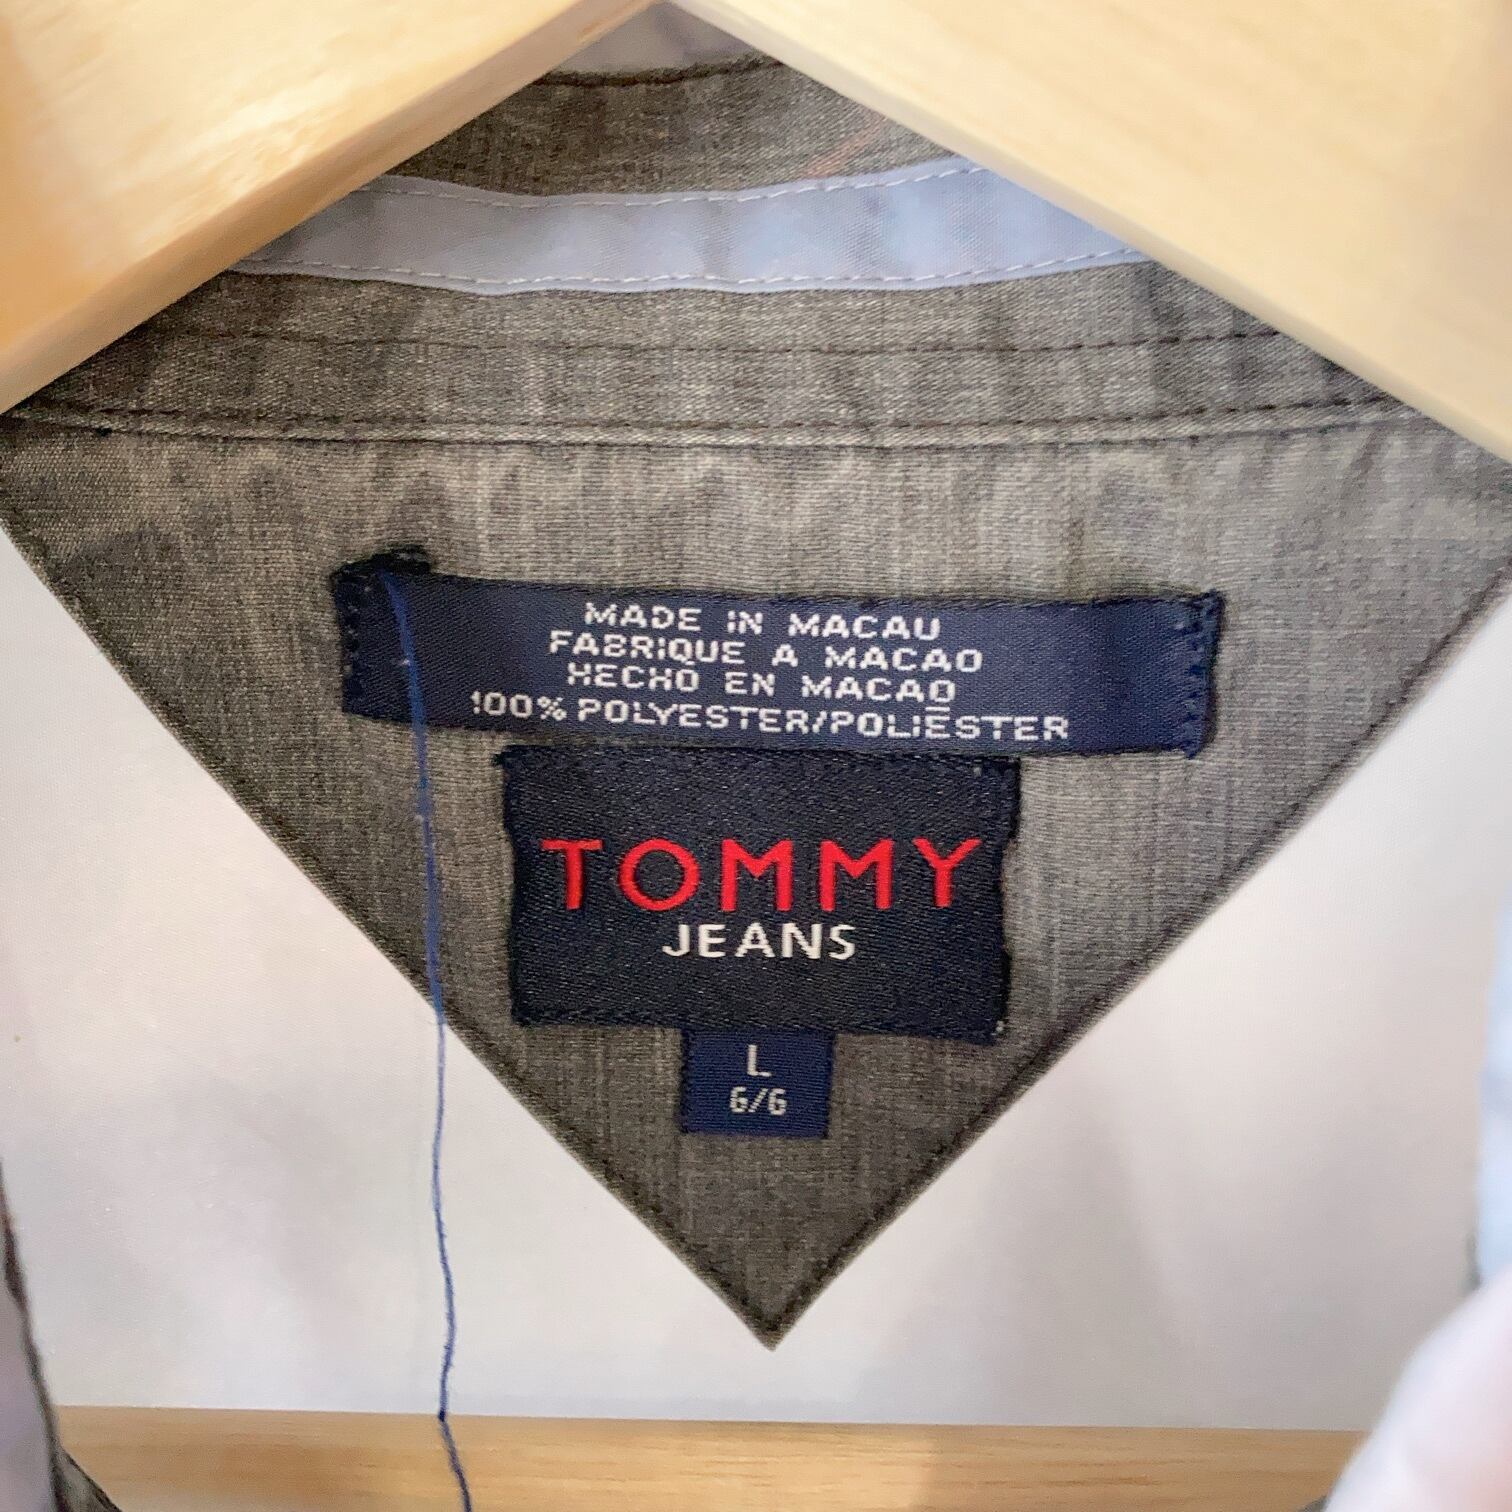 MADE IN MACAU
FABRIQUE A MACAO
HECHO EN MACAO
100% POLYESTER/POLIÉSTER
TOMMY
JEANS
L
G/G